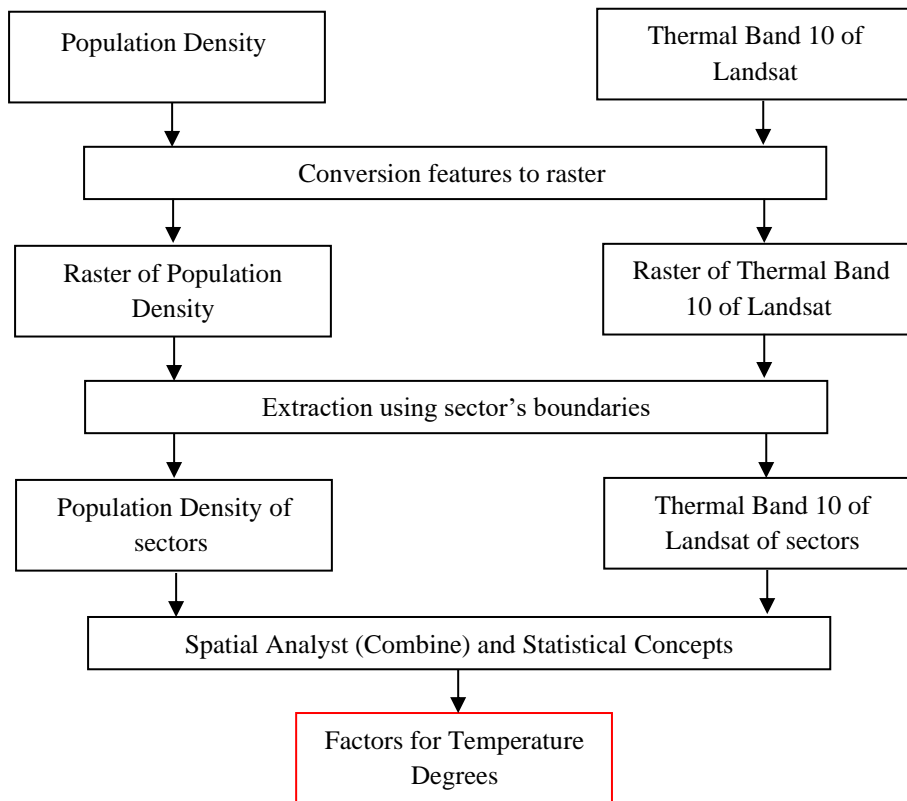 Population Density
Thermal Band 10 of
Landsat
Conversion features to raster
Raster of Population
Density
Raster of Thermal Band
10 of Landsat
Extraction using sector’s boundaries
Population Density of
sectors
Thermal Band 10 of
Landsat of sectors
Spatial Analyst (Combine) and Statistical Concepts
Factors for Temperature
Degrees